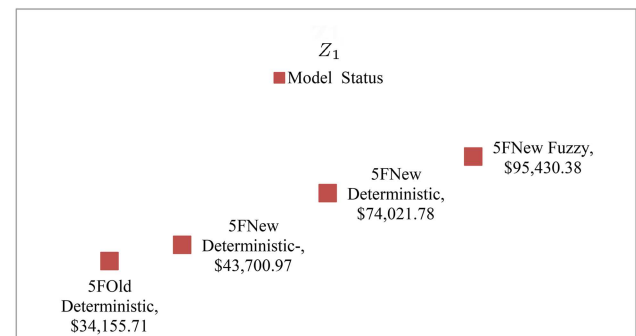 Z1
Model Status
5FNew Fuzzy,
$95,430.38
5FNew
Deterministic,
$74,021.78
5FNew
Deterministic-,
$43,700.97
5FOld
Deterministic,
$34,155.71